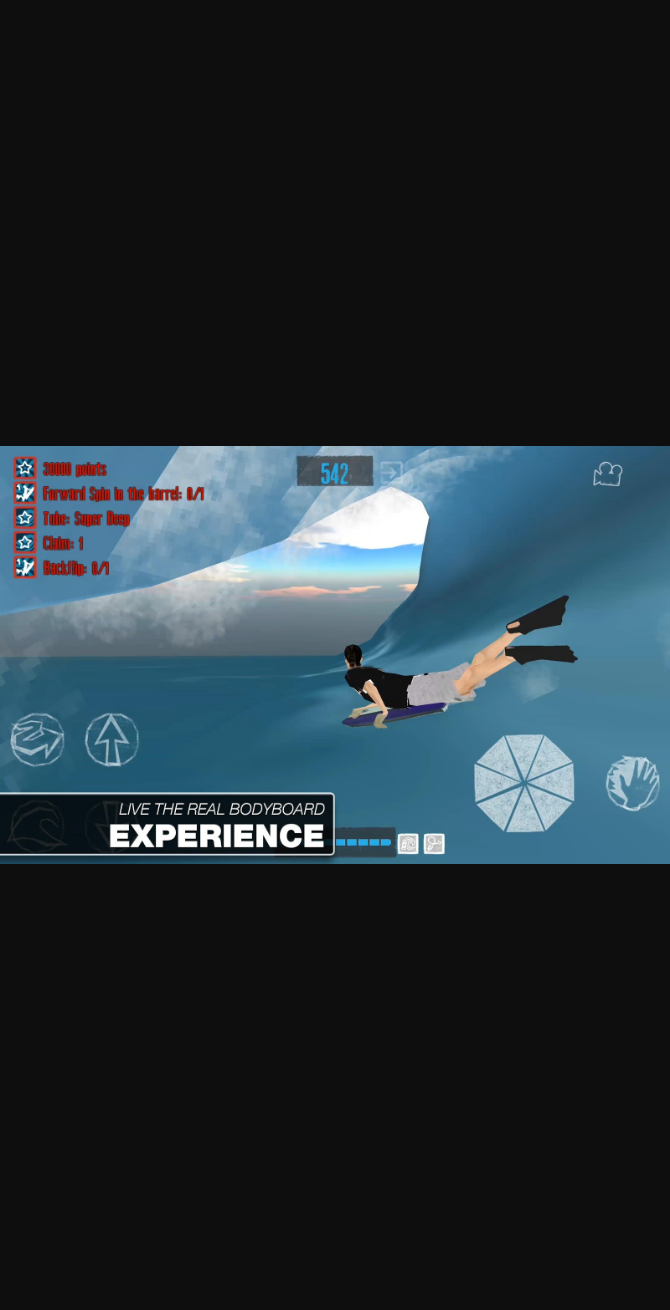 542
30000 points
Forward Spin in the barrel: 0/1
Tube: Super Deep
Claim: 1
Backflip: 0/1
LIVE THE REAL BODYBOARD
EXPERIENCE